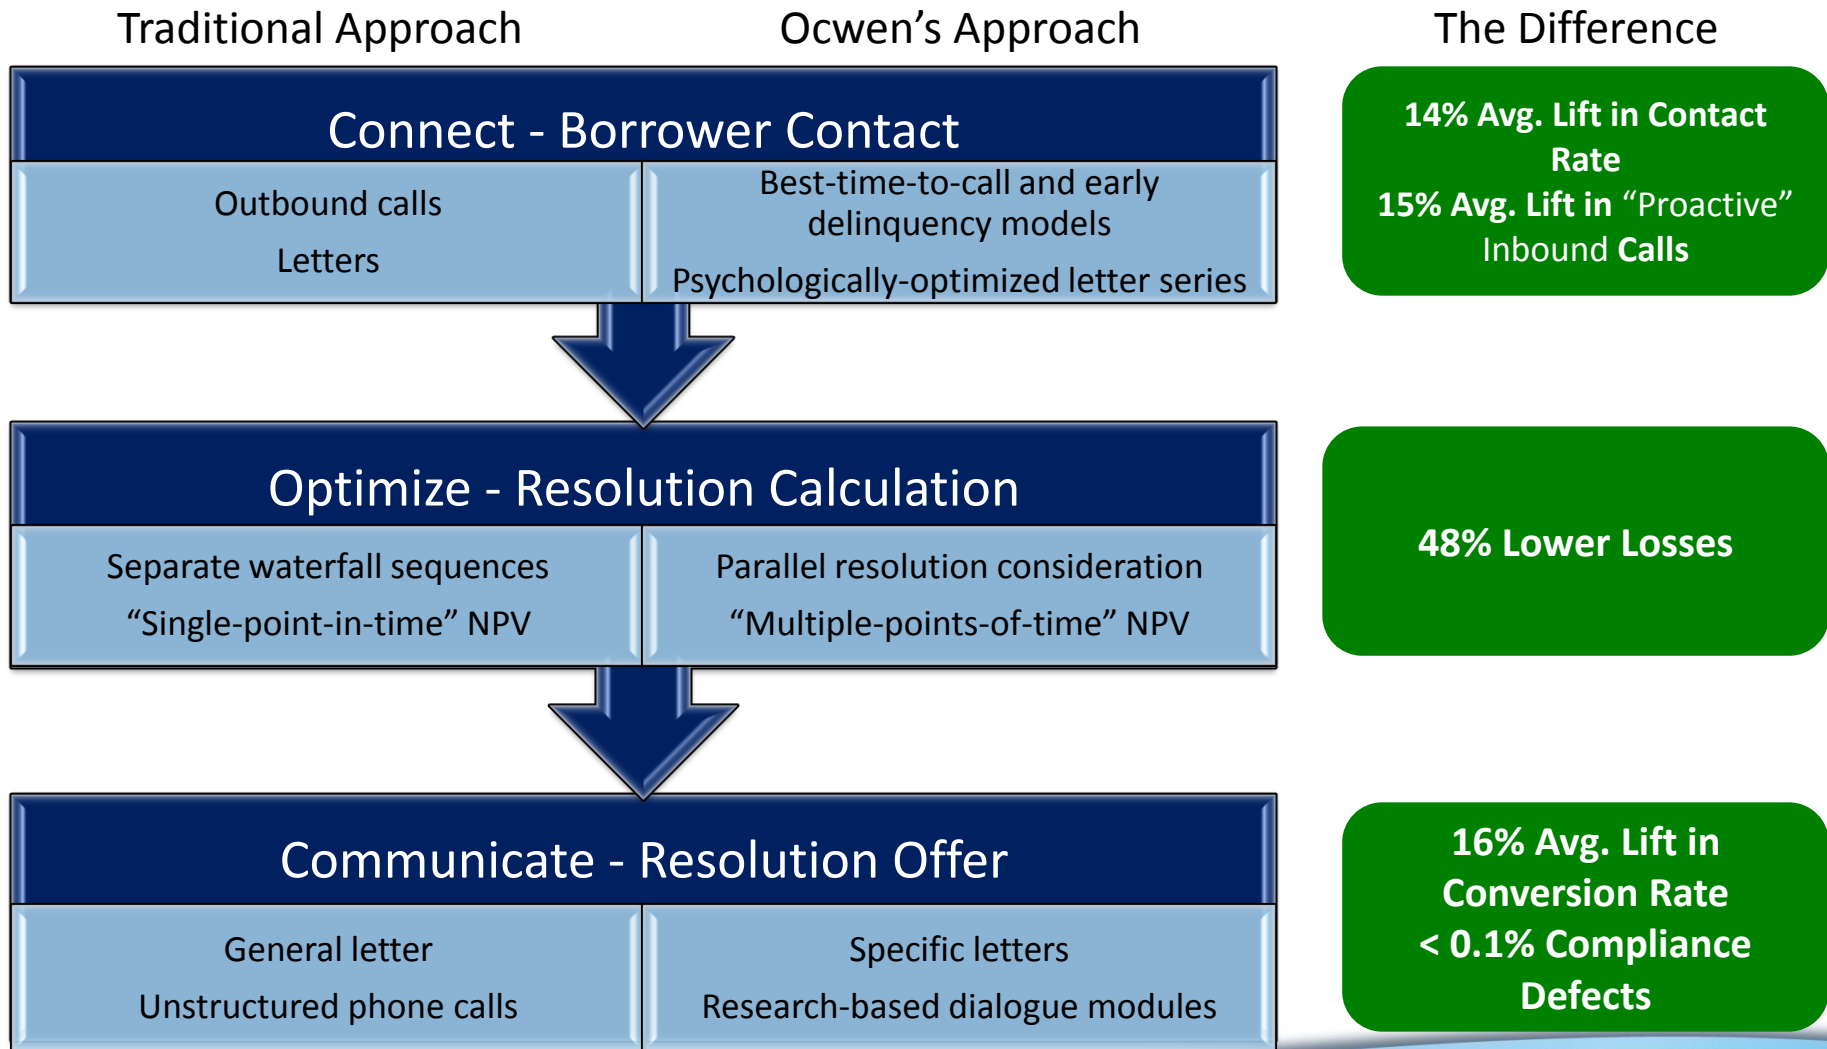 Traditional Approach
Ocwen’s Approach
The Difference
Connect - Borrower Contact
Outbound calls
Letters
Best-time-to-call and early
delinquency models
Psychologically-optimized letter series
14% Avg. Lift in Contact
Rate
15% Avg. Lift in “Proactive”
Inbound Calls
Optimize - Resolution Calculation
Separate waterfall sequences
“Single-point-in-time” NPV
Parallel resolution consideration
“Multiple-points-of-time” NPV
48% Lower Losses
Communicate - Resolution Offer
General letter
Unstructured phone calls
Specific letters
Research-based dialogue modules
16% Avg. Lift in
Conversion Rate
< 0.1% Compliance
Defects